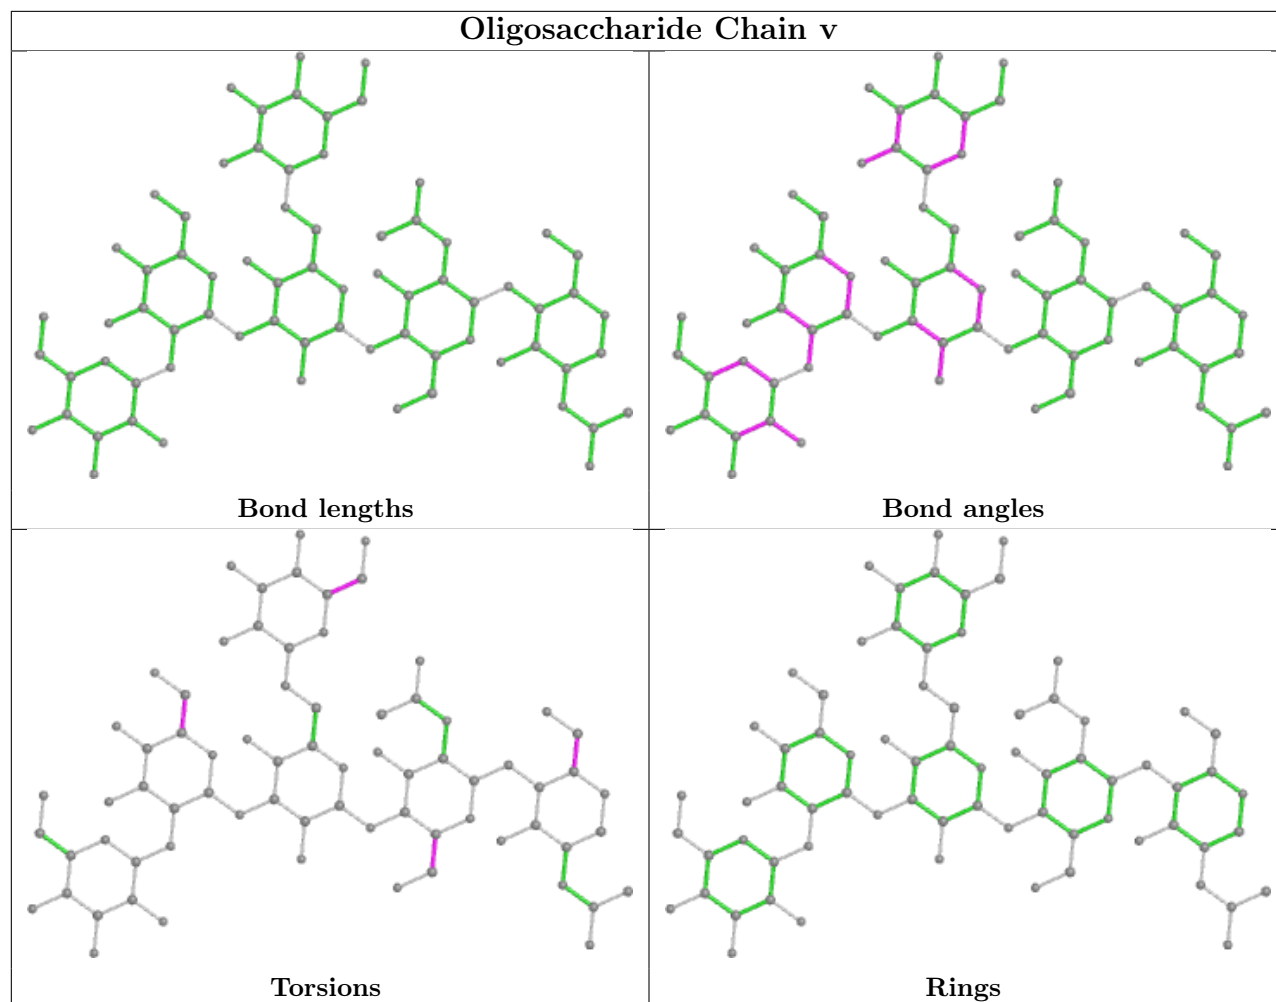 Oligosaccharide Chain v
Bond lengths
Bond angles
Torsions
Rings